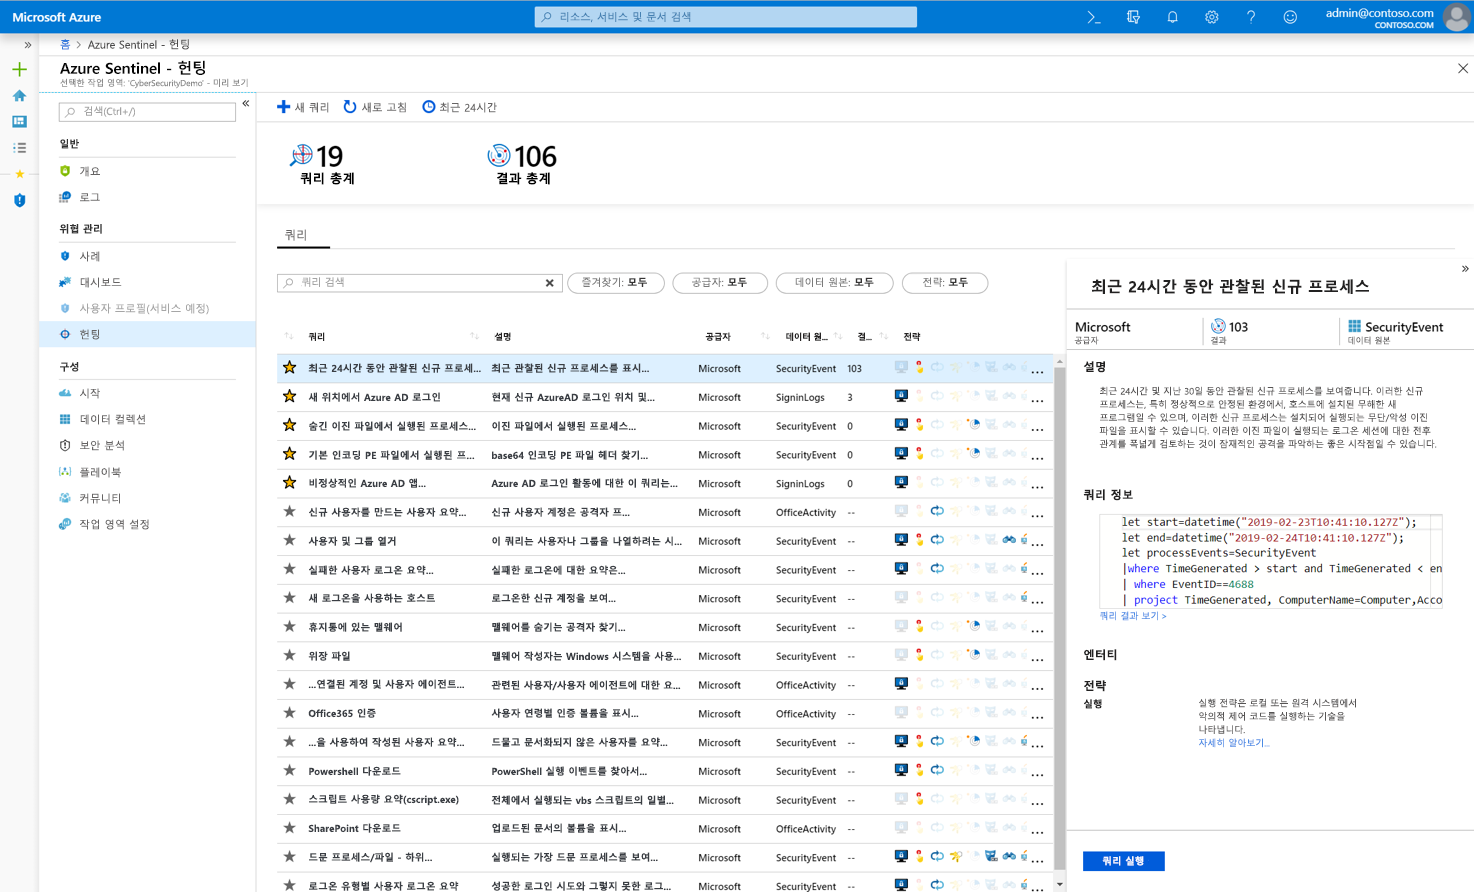 Microsoft Azure
리소스, 서비스 및 문서 검색
admin@contoso.com
CONTOSO.COM
홈 > Azure Sentinel - 헌팅
Azure Sentinel - 헌팅
선택한 작업 영역: 'CyberSecurityDemo' - 미리 보기
검색(Ctrl+/)
일반
개요
로그
위협 관리
사례
대시보드
사용자 프로필(서비스 예정)
헌팅
구성
시작
데이터 컬렉션
보안 분석
플레이북
커뮤니티
작업 영역 설정
새 쿼리 새로 고침 최근 24시간
19
쿼리 총계
106
결과 총계
쿼리
쿼리 검색
즐겨찾기: 모두
공급자: 모두
데이터 원본: 모두
전략: 모두
쿼리 설명 공급자 데이터 원... 결... 전략
최근 24시간 동안 관찰된 신규 프로세... 최근 관찰된 신규 프로세스를 표시... Microsoft SecurityEvent 103 ...
새 위치에서 Azure AD 로그인 현재 신규 AzureAD 로그인 위치 및... Microsoft SigninLogs 3 ...
숨긴 이진 파일에서 실행된 프로세스... 이진 파일에서 실행된 프로세스... Microsoft SecurityEvent 0 ...
기본 인코딩 PE 파일에서 실행된 프... base64 인코딩 PE 파일 헤더 찾기... Microsoft SecurityEvent 0 ...
비정상적인 Azure AD 앱... Azure AD 로그인 활동에 대한 이 쿼리는... Microsoft SigninLogs 0 ...
신규 사용자를 만드는 사용자 요약... 신규 사용자 계정은 공격자 프... Microsoft OfficeActivity -- ...
사용자 및 그룹 열거 이 쿼리는 사용자나 그룹을 나열하려는 시... Microsoft SecurityEvent -- ...
실패한 사용자 로그온 요약... 실패한 로그온에 대한 요약은... Microsoft SecurityEvent -- ...
새 로그온을 사용하는 호스트 로그온한 신규 계정을 보여... Microsoft SecurityEvent -- ...
휴지통에 있는 맬웨어 맬웨어를 숨기는 공격자 찾기... Microsoft SecurityEvent -- ...
위장 파일 맬웨어 작성자는 Windows 시스템을 사용... Microsoft SecurityEvent -- ...
...연결된 계정 및 사용자 에이전트... 관련된 사용자/사용자 에이전트에 대한 요... Microsoft OfficeActivity -- ...
Office365 인증 사용자 연령별 인증 볼륨을 표시... Microsoft OfficeActivity -- ...
...을 사용하여 작성된 사용자 요약... 드물고 문서화되지 않은 사용자를 요약... Microsoft SecurityEvent -- ...
Powershell 다운로드 PowerShell 실행 이벤트를 찾아서... Microsoft SecurityEvent -- ...
스크립트 사용량 요약(cscript.exe) 전체에서 실행되는 vbs 스크립트의 일별... Microsoft SecurityEvent -- ...
SharePoint 다운로드 업로드된 문서의 볼륨을 표시... Microsoft OfficeActivity -- ...
드문 프로세스/파일 - 하위... 실행되는 가장 드문 프로세스를 보여... Microsoft SecurityEvent -- ...
로그온 유형별 사용자 로그온 요약 성공한 로그인 시도와 그렇지 못한 로그... Microsoft SecurityEvent -- ...
최근 24시간 동안 관찰된 신규 프로세스
Microsoft
공급자
103
결과
SecurityEvent
데이터 원본
설명
최근 24시간 및 지난 30일 동안 관찰된 신규 프로세스를 보여줍니다. 이러한 신규
프로세스는, 특히 정상적으로 안정된 환경에서, 호스트에 설치된 무해한 새
프로그램일 수 있으며, 이러한 신규 프로세스는 설치되어 실행되는 무단/악성 이진
파일을 표시할 수 있습니다. 이러한 이진 파일이 실행되는 로그온 세션에 대한 전후
관계를 폭넓게 검토하는 것이 잠재적인 공격을 파악하는 좋은 시작점일 수 있습니다.
쿼리 정보
let start=datetime("2019-02-23T10:41:10.127Z");
let end=datetime("2019-02-24T10:41:10.127Z");
let processEvents=SecurityEvent
|where TimeGenerated > start and TimeGenerated < en
| where EventID==4688
| project TimeGenerated, ComputerName=Computer,Acco
쿼리 결과 보기 >
엔터티
전략
실행
실행 전략은 로컬 또는 원격 시스템에서
악의적 제어 코드를 실행하는 기술을
나타냅니다.
자세히 알아보기...
쿼리 실행